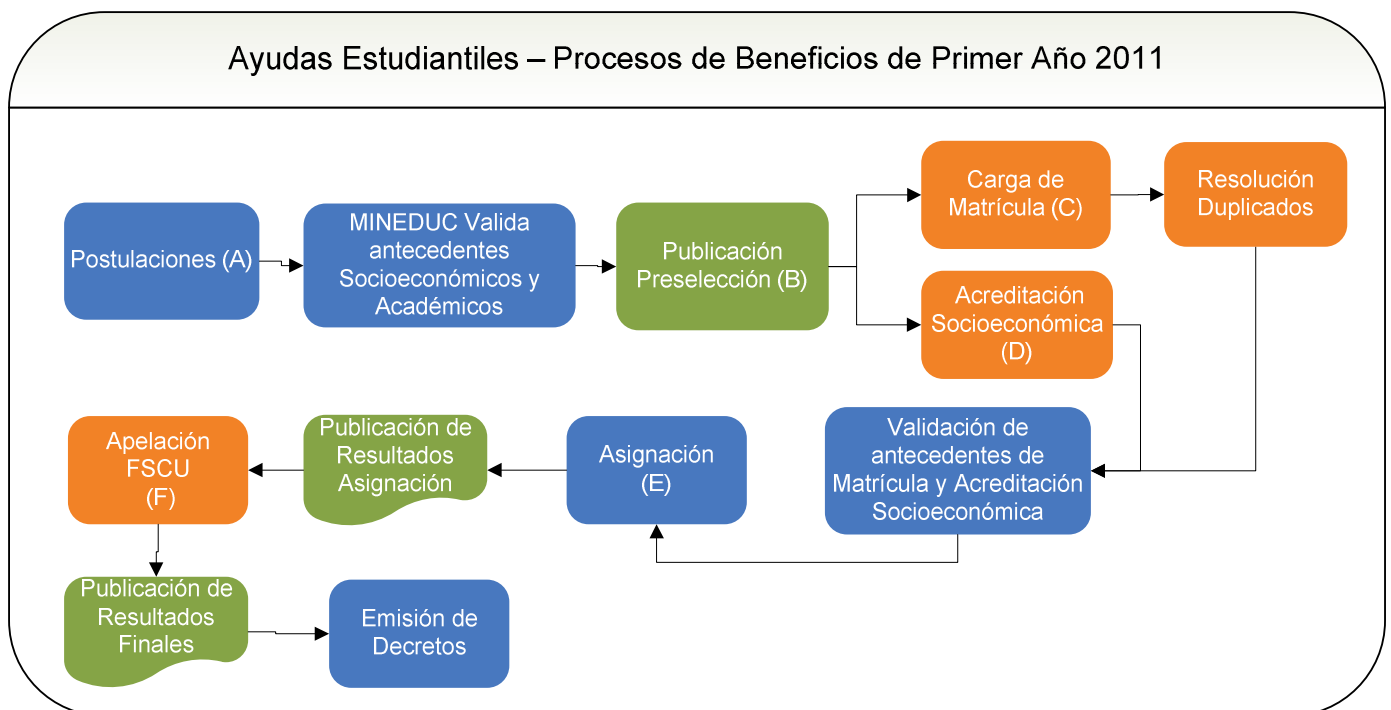 Ayudas Estudiantiles – Procesos de Beneficios de Primer Año 2011
Postulaciones (A)
MINEDUC Valida
antecedentes
Socioeconómicos y
Académicos
Publicación
Preselección (B)
Carga de
Matrícula (C)
Resolución
Duplicados
Acreditación
Socioeconómica
(D)
Validación de
antecedentes de
Matrícula y Acreditación
Socioeconómica
Asignación
(E)
Publicación de
Resultados
Asignación
Apelación
FSCU
(F)
Publicación de
Resultados
Finales
Emisión de
Decretos